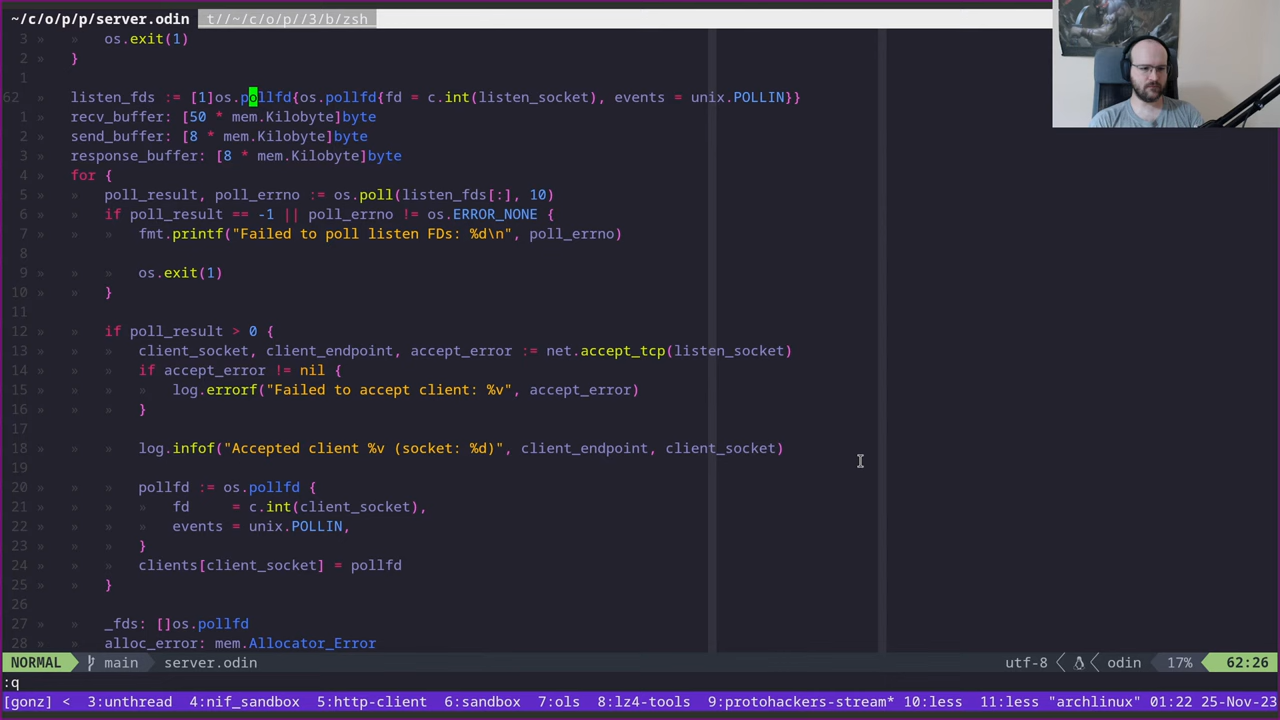 ~/c/o/p/p/server.odin  t//~/c/o/p//3/b/zsh
3 » » os.exit(1)
2 » }
1
62 » listen_fds := [1]os.pollfd{os.pollfd{fd = c.int(listen_socket), events = unix.POLLIN}}
1 » recv_buffer: [50 * mem.Kilobyte]byte
2 » send_buffer: [8 * mem.Kilobyte]byte
3 » response_buffer: [8 * mem.Kilobyte]byte
4 » for {
5 » » poll_result, poll_errno := os.poll(listen_fds[:], 10)
6 » » if poll_result == -1 || poll_errno != os.ERROR_NONE {
7 » » » fmt.printf("Failed to poll listen FDs: %d\n", poll_errno)
8
9 » » » os.exit(1)
10 » » }
11
12 » » if poll_result > 0 {
13 » » » client_socket, client_endpoint, accept_error := net.accept_tcp(listen_socket)
14 » » » if accept_error != nil {
15 » » » » log.errorf("Failed to accept client: %v", accept_error)
16 » » » }
17
18 » » » log.infof("Accepted client %v (socket: %d)", client_endpoint, client_socket)
19
20 » » » pollfd := os.pollfd {
21 » » » » fd     = c.int(client_socket),
22 » » » » events = unix.POLLIN,
23 » » » }
24 » » » clients[client_socket] = pollfd
25 » » }
26
27 » » _fds: []os.pollfd
28 » » alloc_error: mem.Allocator_Error
NORMAL main server.odin utf-8 odin 17% 62:26
:q
[gonz] < 3:unthread 4:nif_sandbox 5:http-client 6:sandbox 7:ols 8:lz4-tools 9:protohackers-stream* 10:less 11:less "archlinux" 01:22 25-Nov-23